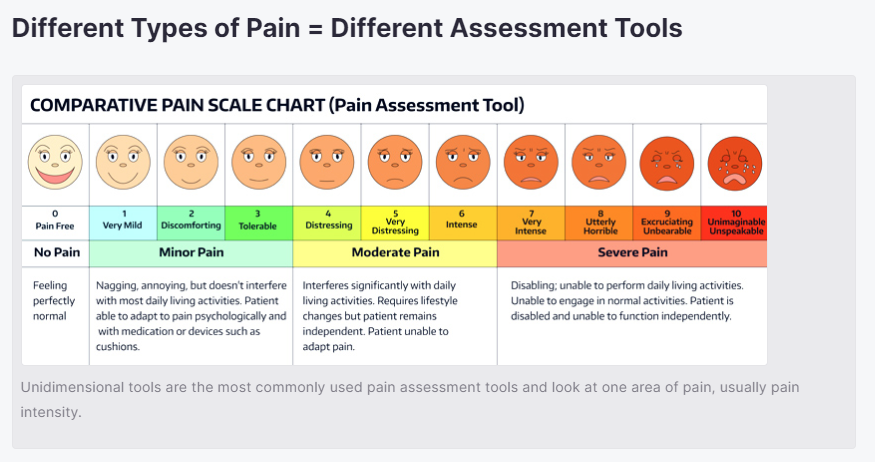 Different Types of Pain = Different Assessment Tools
COMPARATIVE PAIN SCALE CHART (Pain Assessment Tool)
0
Pain Free
1
Very Mild
2
Discomforting
3
Tolerable
4
Distressing
5
Very
Distressing
6
Intense
7
Very
Intense
8
Utterly
Horrible
9
Excruciating
Unbearable
10
Unimaginable
Unspeakable
No Pain
Minor Pain
Moderate Pain
Severe Pain
Feeling
perfectly
normal
Nagging, annoying, but doesn't interfere
with most daily living activities. Patient
able to adapt to pain psychologically and
with medication or devices such as
cushions.
Interferes significantly with daily
living activities. Requires lifestyle
changes but patient remains
independent. Patient unable to
adapt pain.
Disabling; unable to perform daily living activities.
Unable to engage in normal activities. Patient is
disabled and unable to function independently.
Unidimensional tools are the most commonly used pain assessment tools and look at one area of pain, usually pain
intensity.